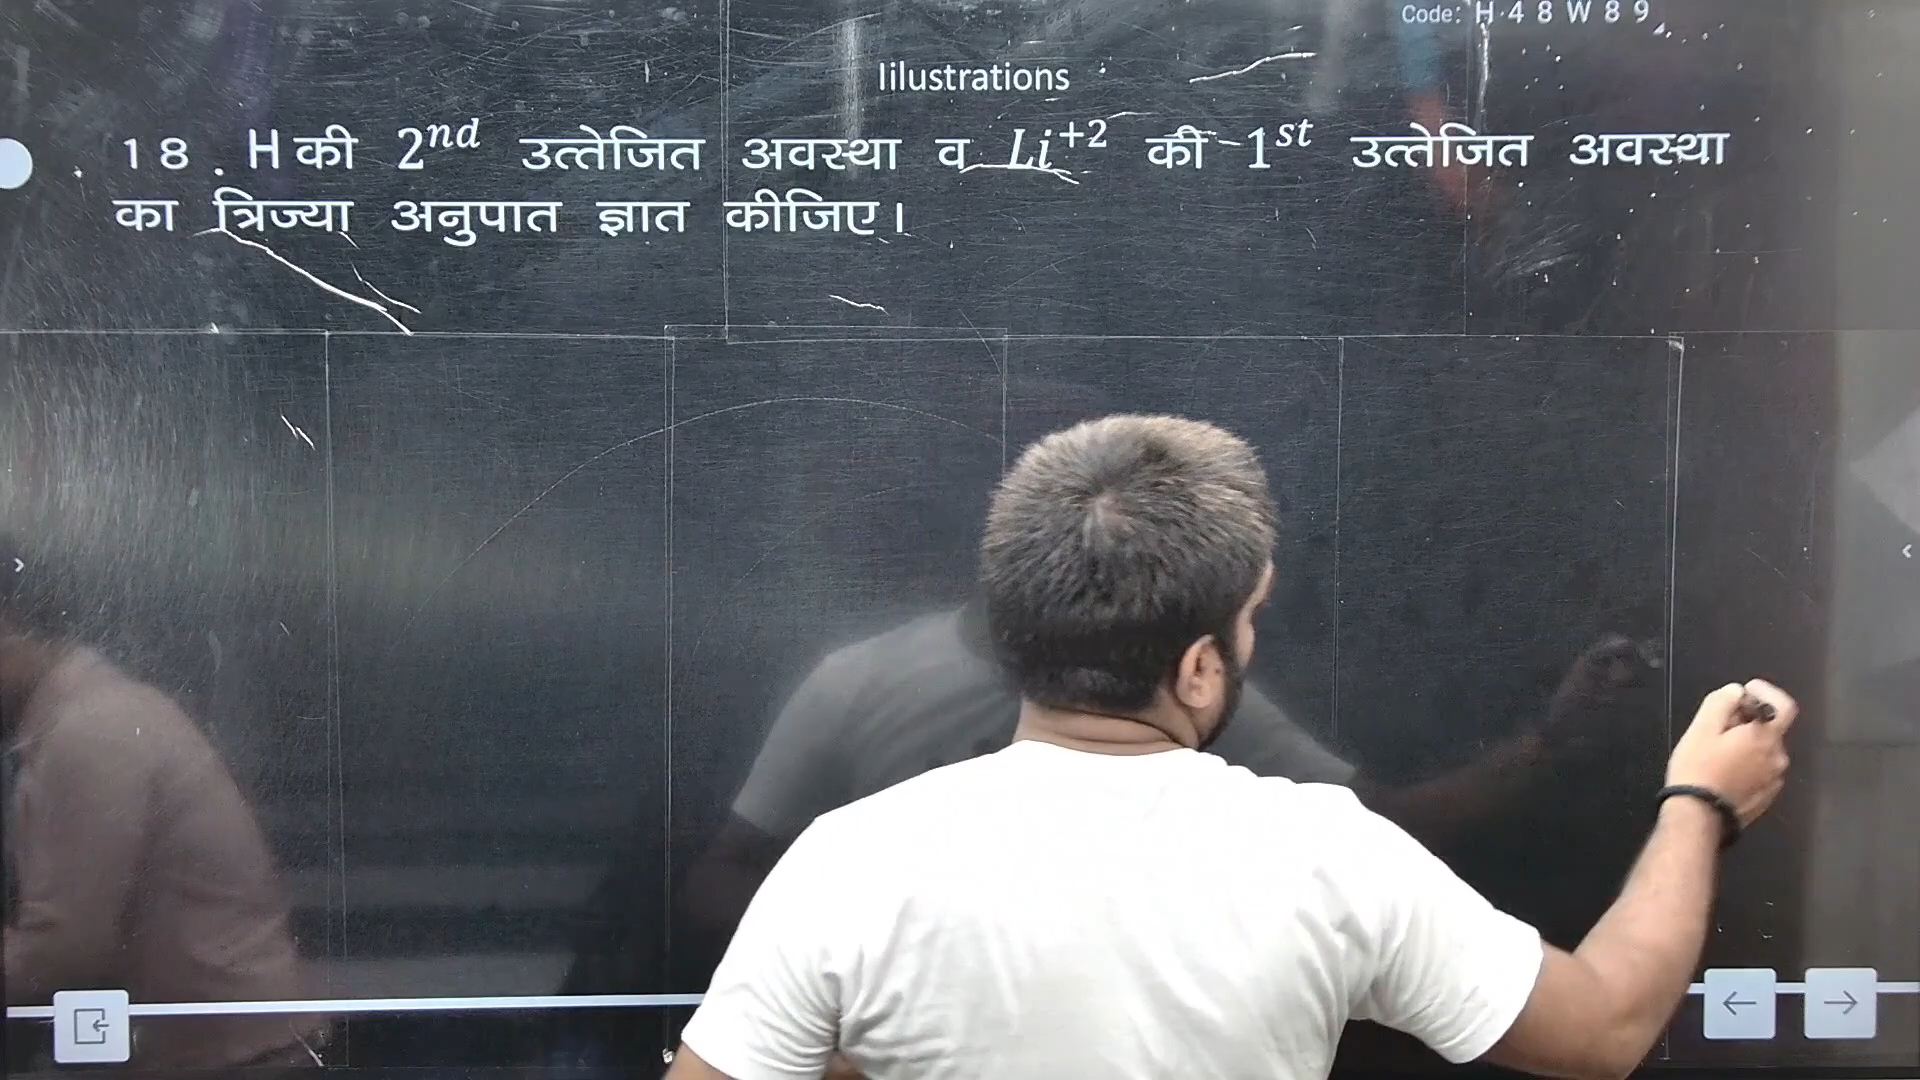 Code: H 4 8 W 8 9
Iilustrations
18. H की 2nd उत्तेजित अवस्था व Li+2 की 1st उत्तेजित अवस्था
का त्रिज्या अनुपात ज्ञात कीजिए।